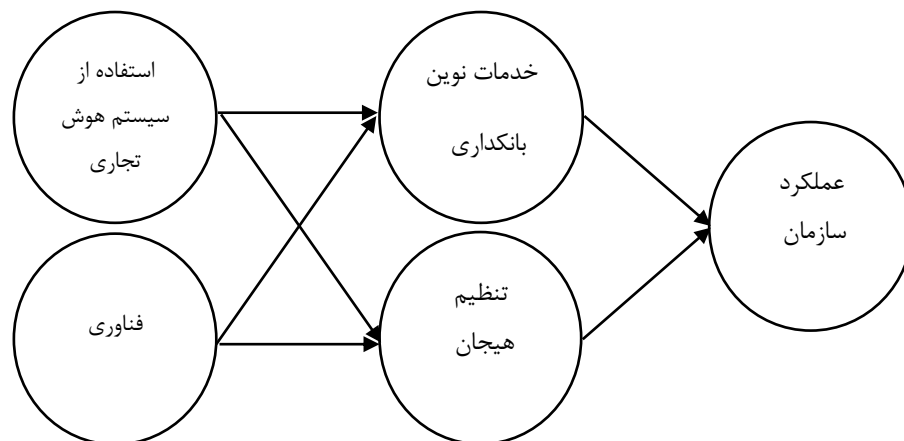 استفاده از
سیستم هوش
تجاری
خدمات نوین
بانکداری
عملکرد
سازمان
فناوری
تنظیم
هیجان